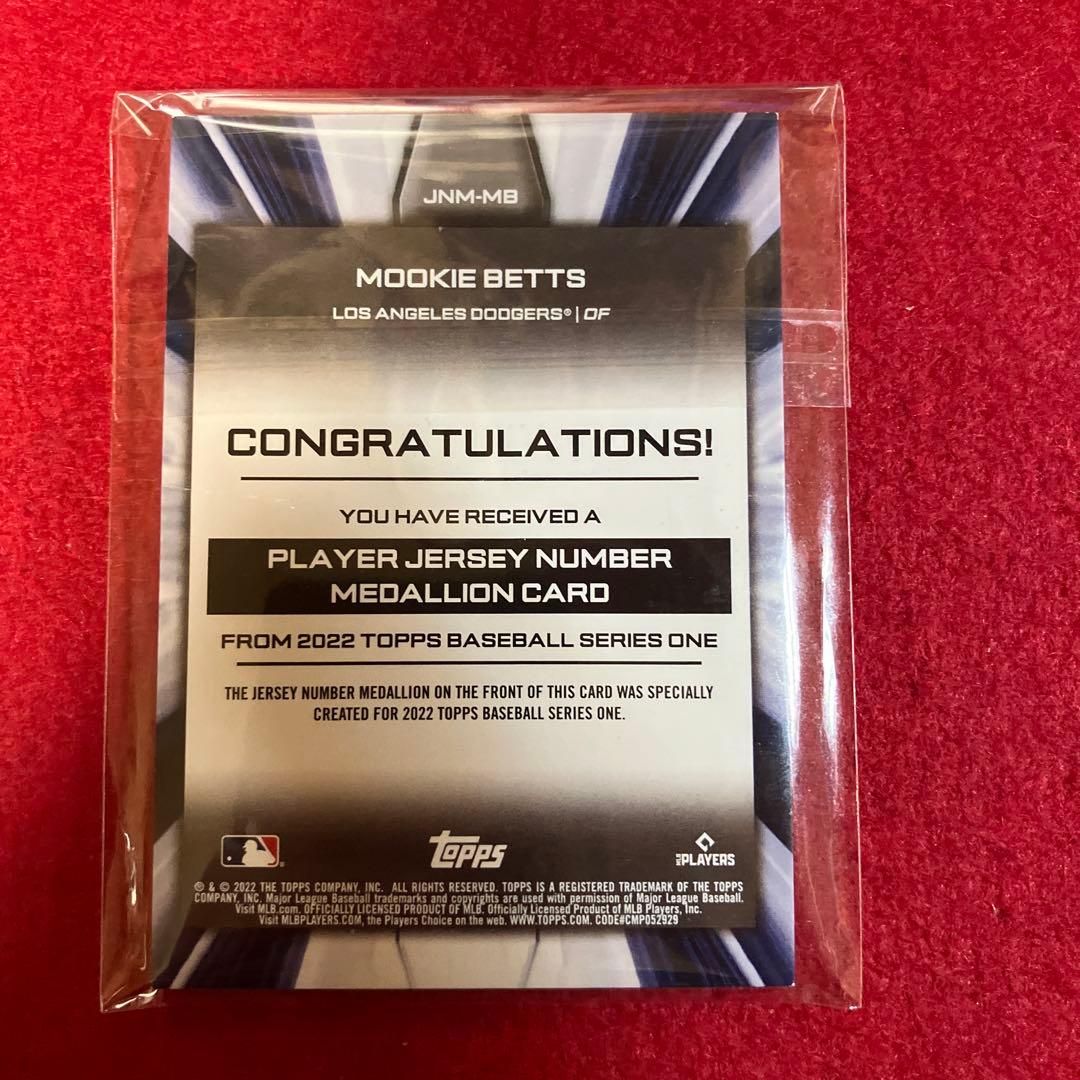 JNM-MB
MOOKIE BETTS
LOS ANGELES DODGERS® | OF
CONGRATULATIONS!
YOU HAVE RECEIVED A
PLAYER JERSEY NUMBER
MEDALLION CARD
FROM 2022 TOPPS BASEBALL SERIES ONE
THE JERSEY NUMBER MEDALLION ON THE FRONT OF THIS CARD WAS SPECIALLY
CREATED FOR 2022 TOPPS BASEBALL SERIES ONE.
topps
MLB PLAYERS
® & © 2022 THE TOPPS COMPANY, INC. ALL RIGHTS RESERVED. TOPPS IS A REGISTERED TRADEMARK OF THE TOPPS
COMPANY, INC. Major League Baseball trademarks and copyrights are used with permission of Major League Baseball.
Visit MLB.com. OFFICIALLY LICENSED PRODUCT OF MLB. Officially Licensed Product of MLB Players, Inc.
Visit MLBPLAYERS.COM, the Players Choice on the web. WWW.TOPPS.COM. CODE#CMP052929